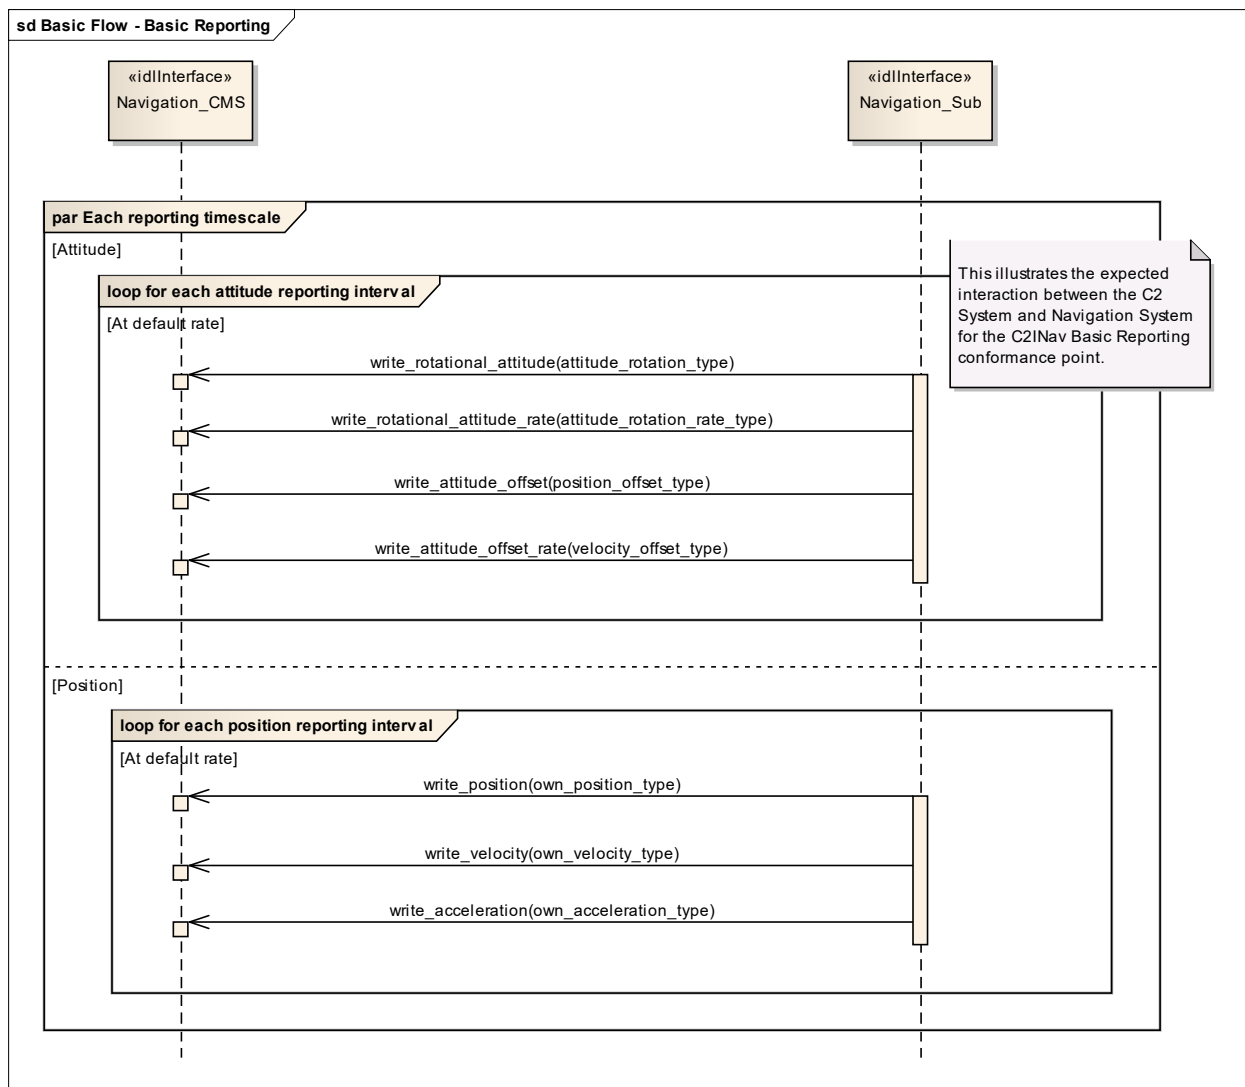 sd Basic Flow - Basic Reporting
«idlInterface»
Navigation_CMS
«idlInterface»
Navigation_Sub
par Each reporting timescale
[Attitude]
This illustrates the expected
interaction between the C2
System and Navigation System
for the C2INav Basic Reporting
conformance point.
loop for each attitude reporting interval
[At default rate]
write_rotational_attitude(attitude_rotation_type)
write_rotational_attitude_rate(attitude_rotation_rate_type)
write_attitude_offset(position_offset_type)
write_attitude_offset_rate(velocity_offset_type)
[Position]
loop for each position reporting interval
[At default rate]
write_position(own_position_type)
write_velocity(own_velocity_type)
write_acceleration(own_acceleration_type)